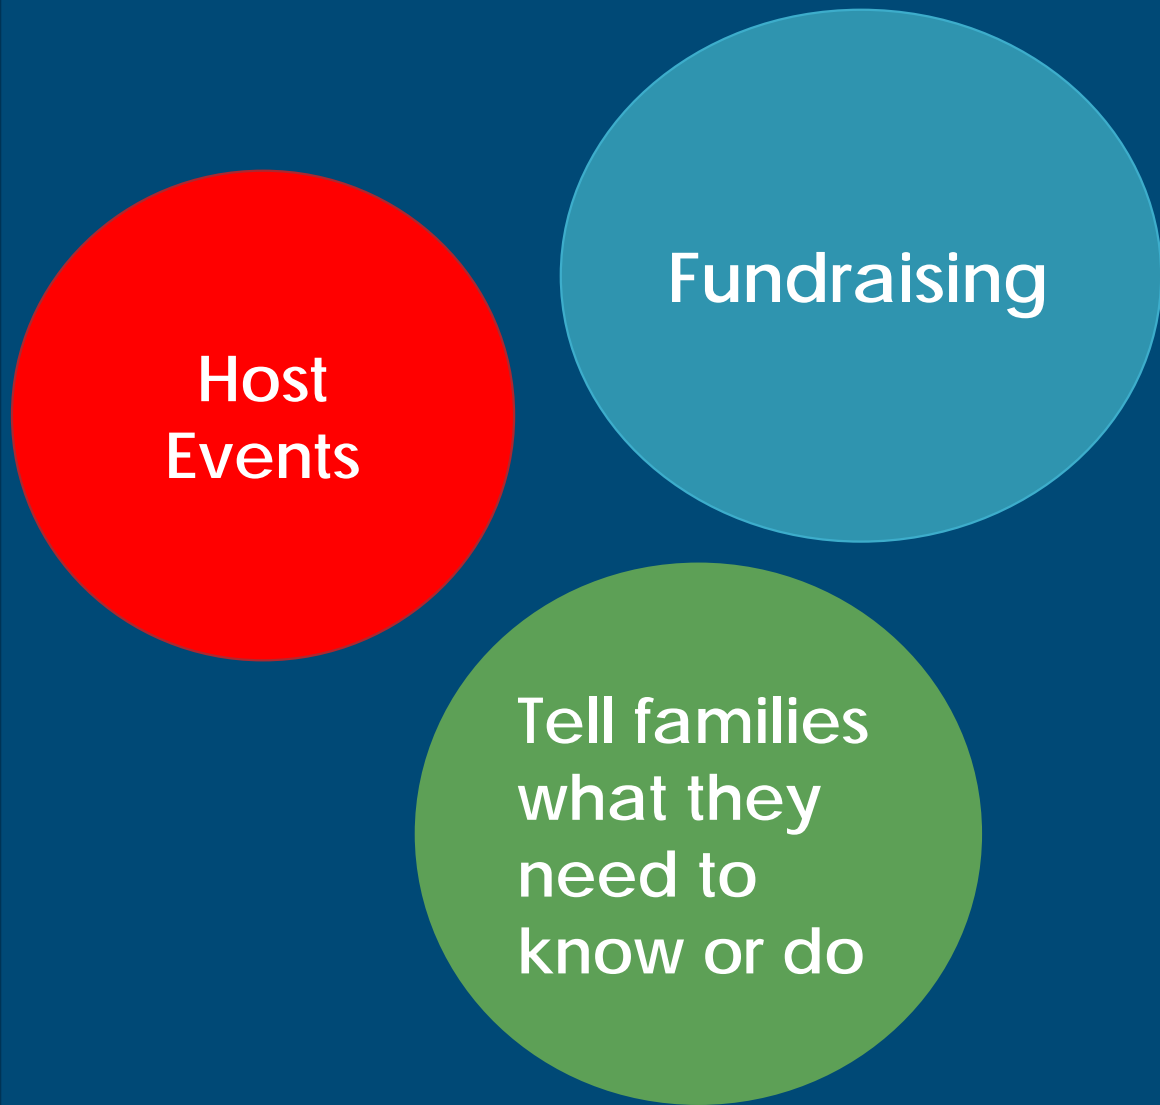 Fundraising
Host
Events
Tell families
what they
need to
know or do